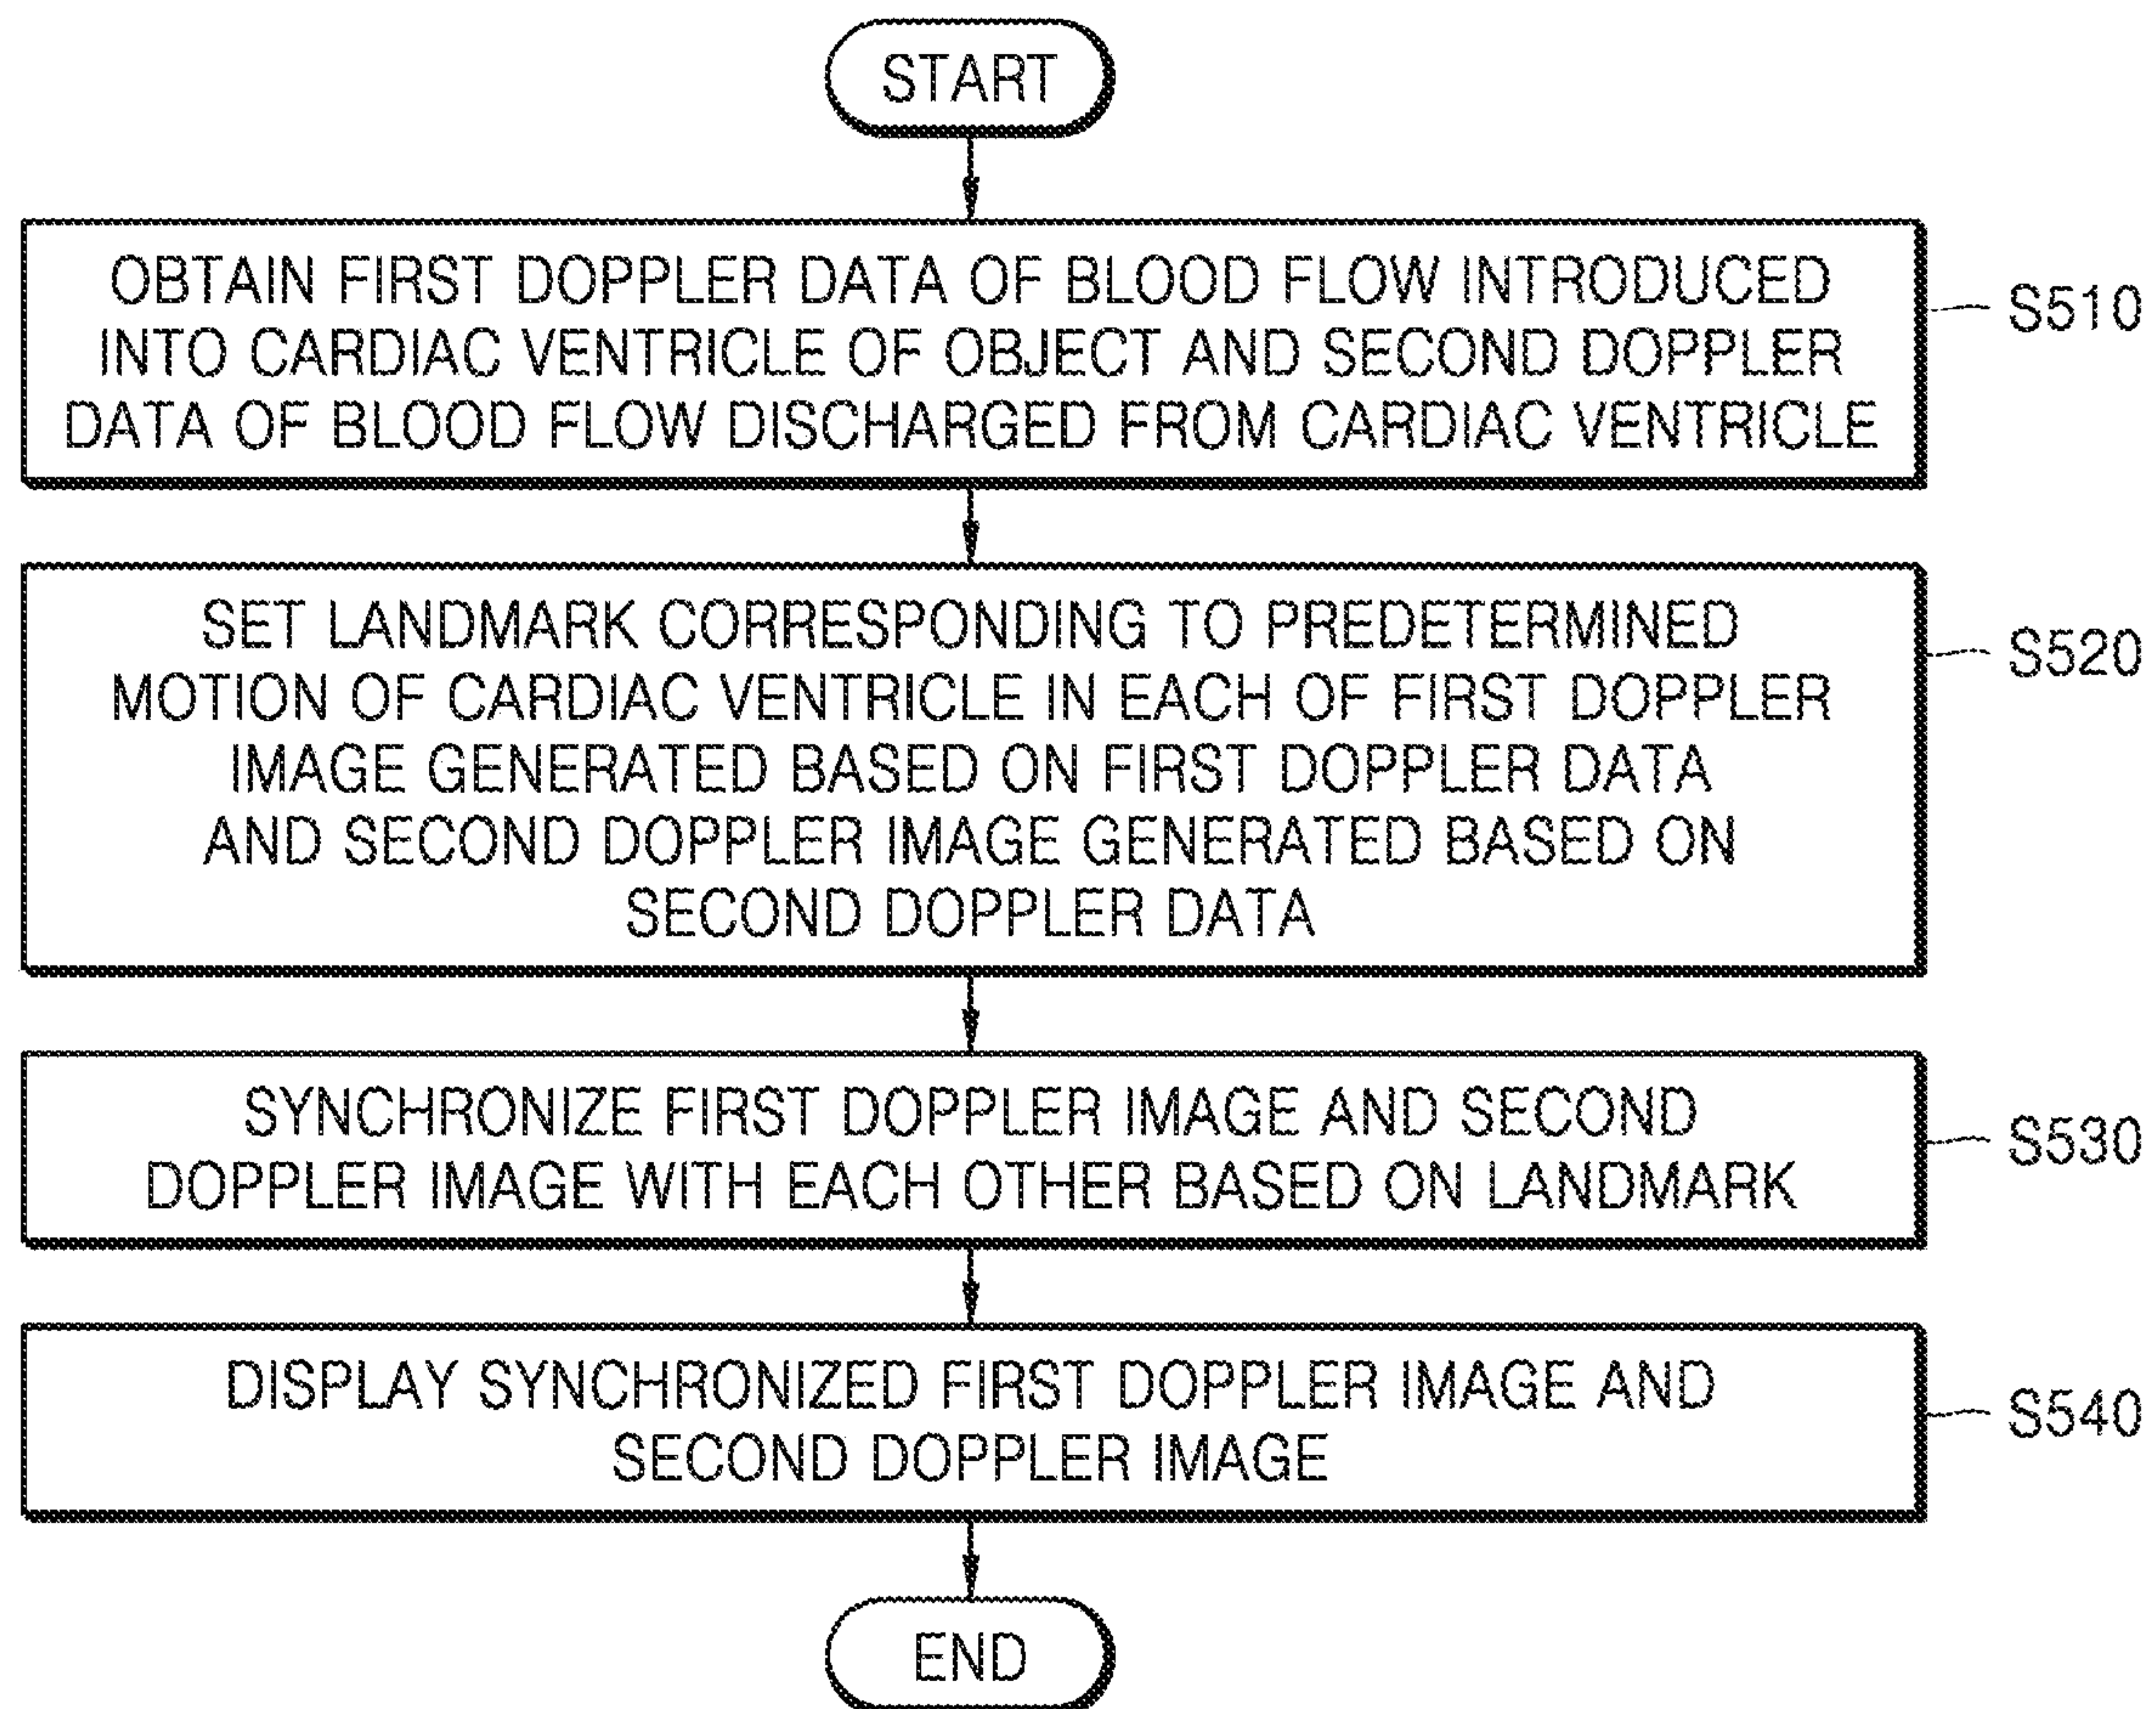 START
OBTAIN FIRST DOPPLER DATA OF BLOOD FLOW INTRODUCED
INTO CARDIAC VENTRICLE OF OBJECT AND SECOND DOPPLER
DATA OF BLOOD FLOW DISCHARGED FROM CARDIAC VENTRICLE
S510
SET LANDMARK CORRESPONDING TO PREDETERMINED
MOTION OF CARDIAC VENTRICLE IN EACH OF FIRST DOPPLER
IMAGE GENERATED BASED ON FIRST DOPPLER DATA
AND SECOND DOPPLER IMAGE GENERATED BASED ON
SECOND DOPPLER DATA
S520
SYNCHRONIZE FIRST DOPPLER IMAGE AND SECOND
DOPPLER IMAGE WITH EACH OTHER BASED ON LANDMARK
S530
DISPLAY SYNCHRONIZED FIRST DOPPLER IMAGE AND
SECOND DOPPLER IMAGE
S540
END